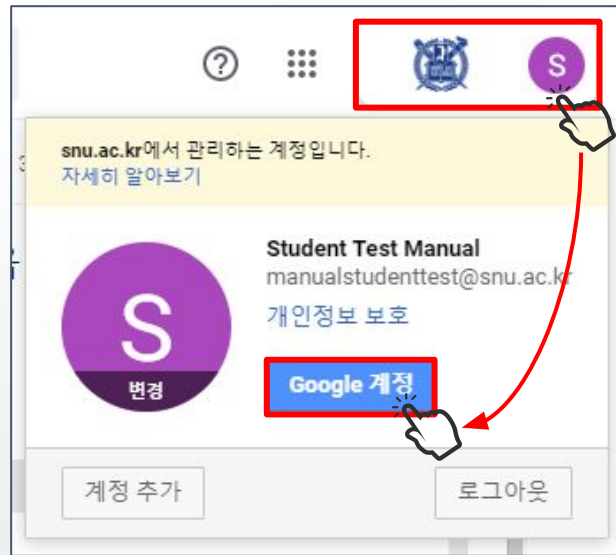 S
snu.ac.kr에서 관리하는 계정입니다.
자세히 알아보기
S
변경
Student Test Manual
manualstudenttest@snu.ac.kr
개인정보 보호
Google 계정
계정 추가
로그아웃